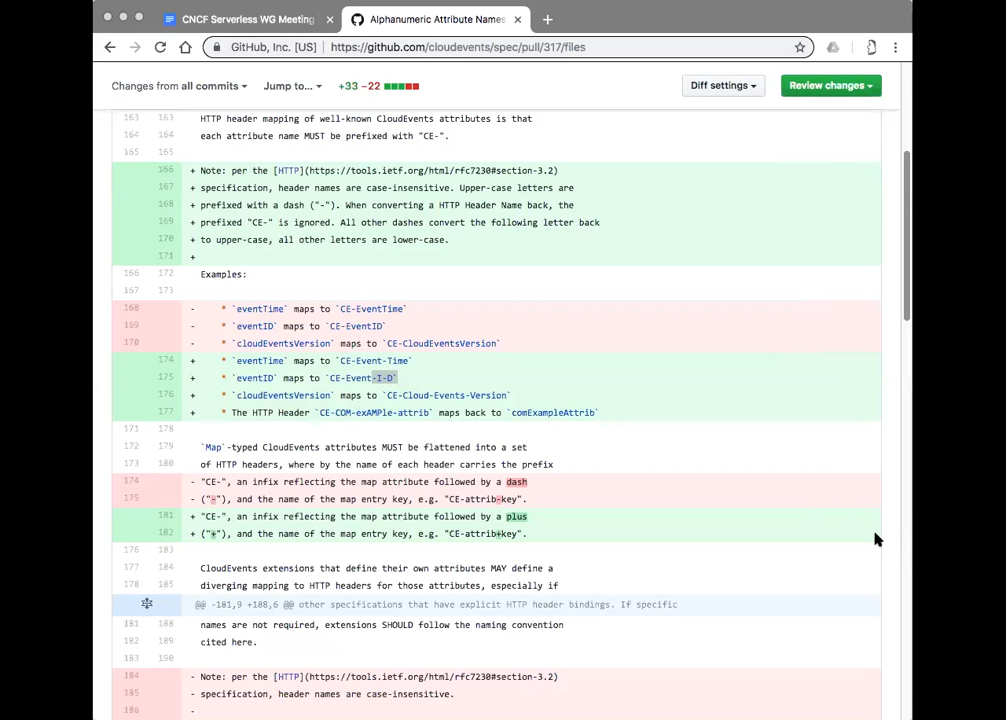 CNCF Serverless WG Meeting
Alphanumeric Attribute Names
GitHub, Inc. [US] | https://github.com/cloudevents/spec/pull/317/files
Changes from all commits
Jump to...
+33 −22
Diff settings
Review changes
163 163 HTTP header mapping of well-known CloudEvents attributes is that
164 164 each attribute name MUST be prefixed with "CE-".
165 165
166 + Note: per the [HTTP](https://tools.ietf.org/html/rfc7230#section-3.2)
167 + specification, header names are case-insensitive. Upper-case letters are
168 + prefixed with a dash ("-"). When converting a HTTP Header Name back, the
169 + prefixed "CE-" is ignored. All other dashes convert the following letter back
170 + to upper-case, all other letters are lower-case.
171 +
166 172 Examples:
167 173
168 - * `eventTime` maps to `CE-EventTime`
169 - * `eventID` maps to `CE-EventID`
170 - * `cloudEventsVersion` maps to `CE-CloudEventsVersion`
174 + * `eventTime` maps to `CE-Event-Time`
175 + * `eventID` maps to `CE-Event-I-D`
176 + * `cloudEventsVersion` maps to `CE-Cloud-Events-Version`
177 + * The HTTP Header `CE-COM-exAMPle-attrib` maps back to `comExampleAttrib`
171 178
172 179 `Map`-typed CloudEvents attributes MUST be flattened into a set
173 180 of HTTP headers, where by the name of each header carries the prefix
174 - "CE-", an infix reflecting the map attribute followed by a dash
175 - ("-"), and the name of the map entry key, e.g. "CE-attrib-key".
181 + "CE-", an infix reflecting the map attribute followed by a plus
182 + ("+"), and the name of the map entry key, e.g. "CE-attrib+key".
176 183
177 184 CloudEvents extensions that define their own attributes MAY define a
178 185 diverging mapping to HTTP headers for those attributes, especially if
@@ -181,9 +188,6 @@ other specifications that have explicit HTTP header bindings. If specific
181 188 names are not required, extensions SHOULD follow the naming convention
182 189 cited here.
183 190
184 - Note: per the [HTTP](https://tools.ietf.org/html/rfc7230#section-3.2)
185 - specification, header names are case-insensitive.
186 -